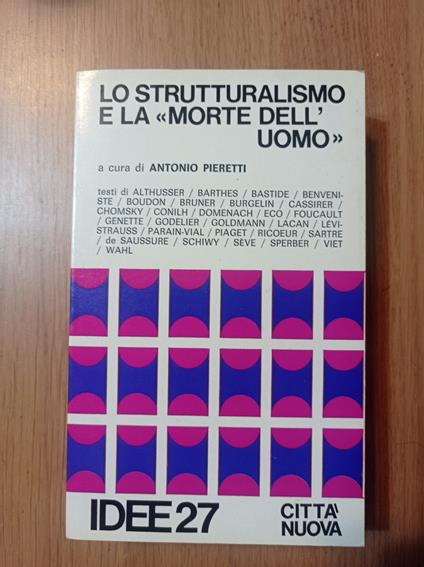 LO STRUTTURALISMO
E LA «MORTE DELL'
UOMO»
a cura di ANTONIO PIERETTI
testi di ALTHUSSER / BARTHES / BASTIDE / BENVENI-
STE / BOUDON / BRUNER / BURGELIN / CASSIRER /
CHOMSKY / CONILH / DOMENACH / ECO / FOUCAULT
/ GENETTE / GODELIER / GOLDMANN / LACAN / LÉVI-
STRAUSS / PARAIN-VIAL / PIAGET / RICOEUR / SARTRE
/ de SAUSSURE / SCHIWY / SÈVE / SPERBER / VIET
/ WAHL
IDEE 27
CITTA'
NUOVA